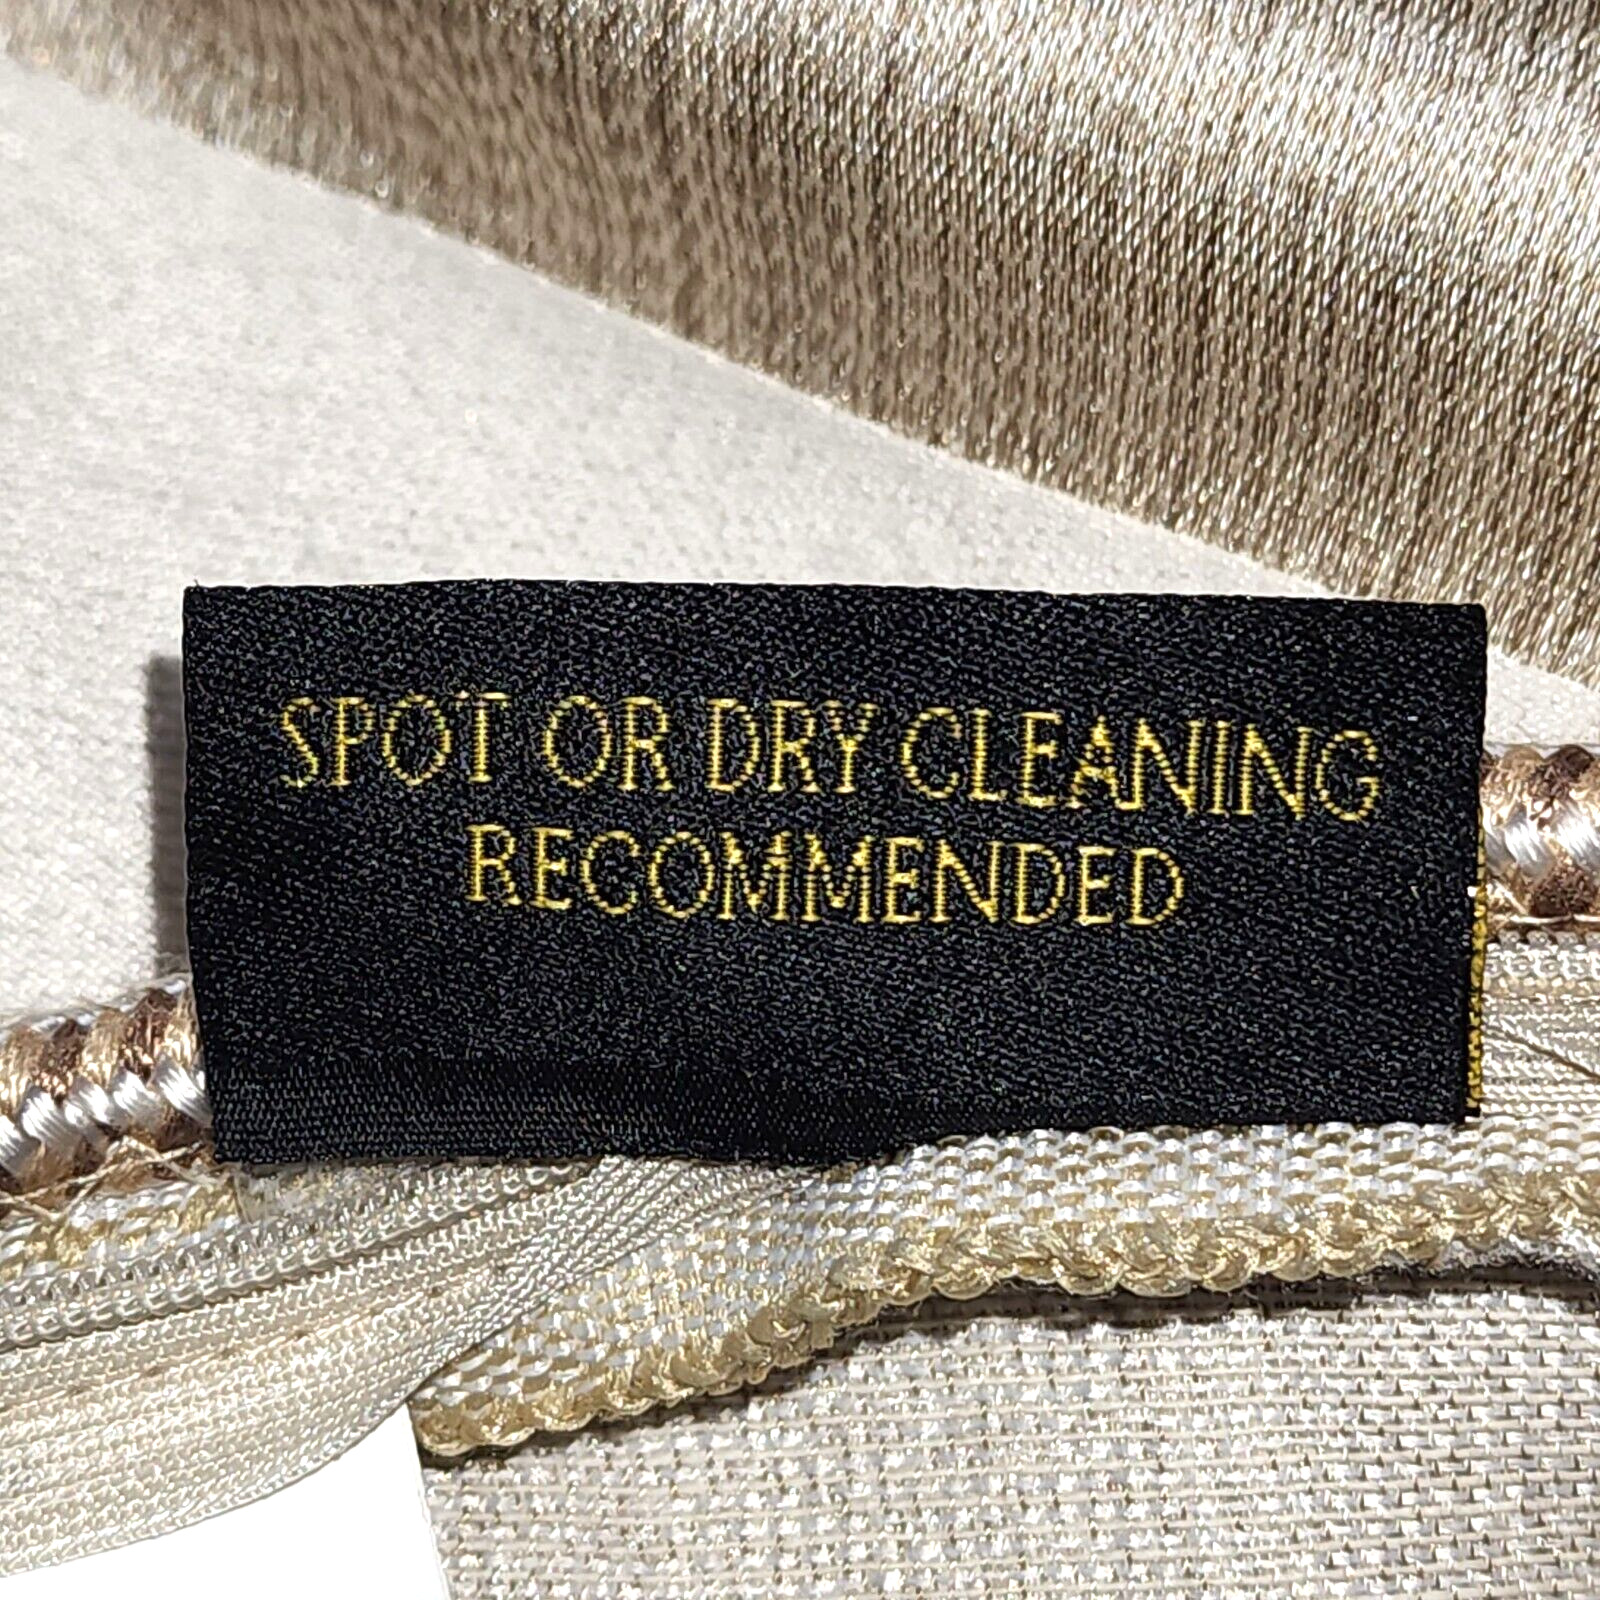 SPOT OR DRY CLEANING
RECOMMENDED